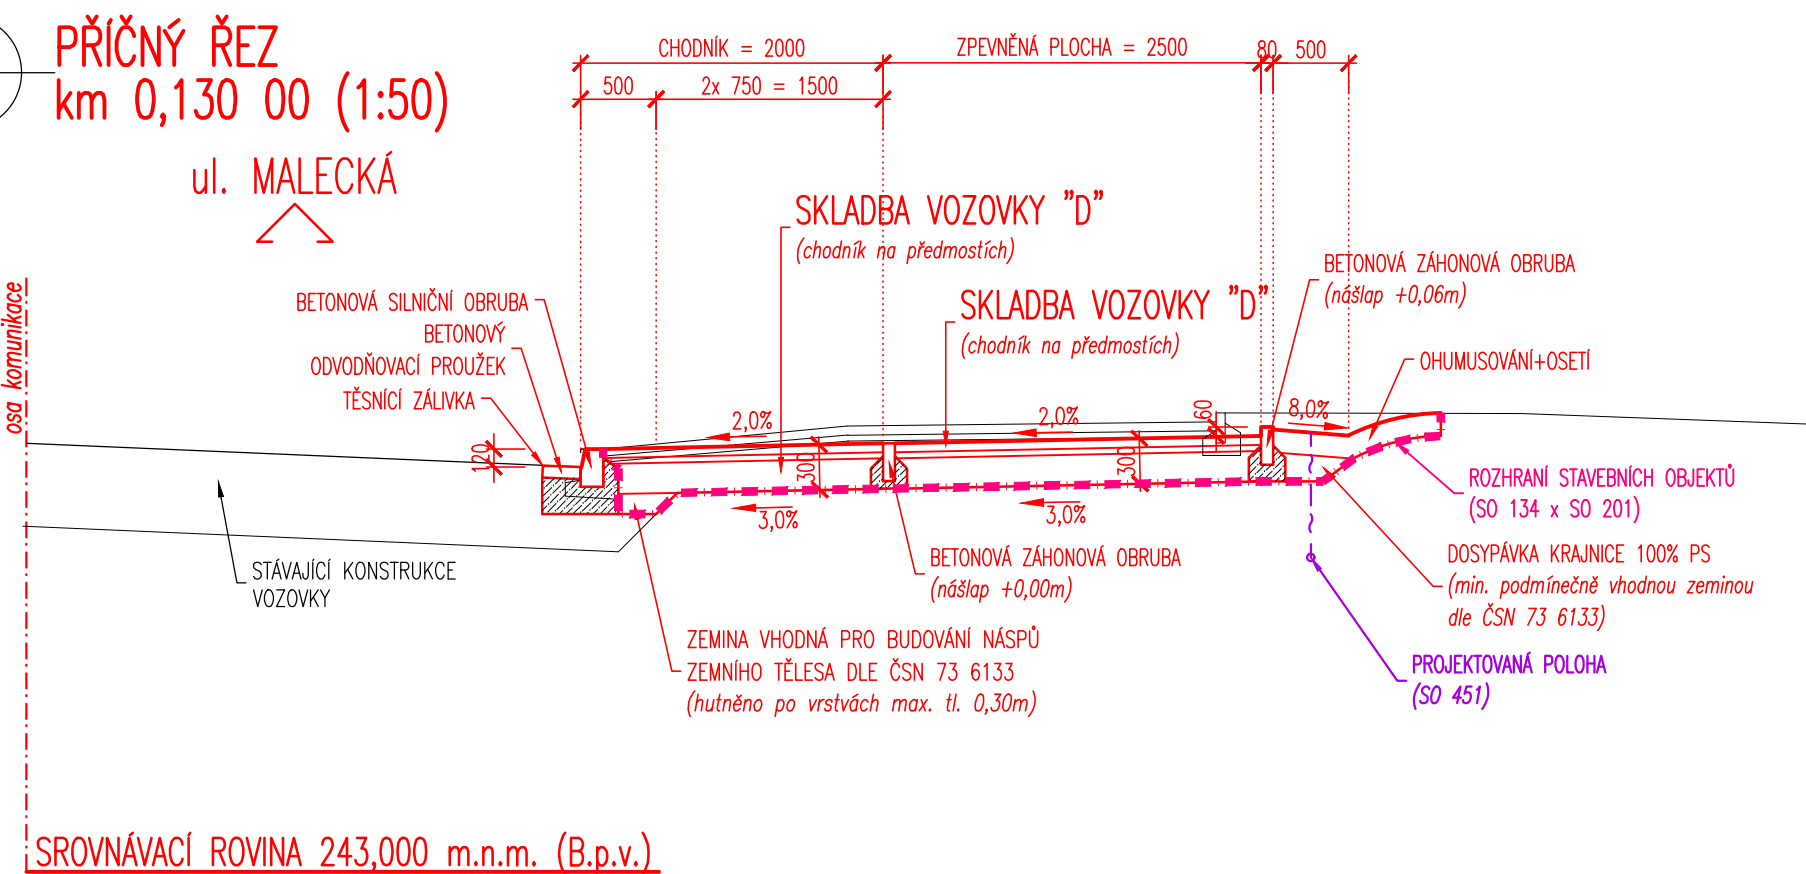 PŘÍČNÝ ŘEZ
km 0,130 00 (1:50)
ul. MALECKÁ
CHODNÍK = 2000
ZPEVNĚNÁ PLOCHA = 2500
80
500
500
2x 750 = 1500
SKLADBA VOZOVKY "D"
(chodník na předmostích)
SKLADBA VOZOVKY "D"
(chodník na předmostích)
BETONOVÁ ZÁHONOVÁ OBRUBA
(nášlap +0,06m)
osa komunikace
BETONOVÁ SILNIČNÍ OBRUBA
BETONOVÝ
ODVODŇOVACÍ PROUŽEK
TĚSNÍCÍ ZÁLIVKA
OHUMUSOVÁNÍ+OSETÍ
2,0%
2,0%
60
8,0%
120
300
300
ROZHRANÍ STAVEBNÍCH OBJEKTŮ
(SO 134 x SO 201)
3,0%
3,0%
STÁVAJÍCÍ KONSTRUKCE
VOZOVKY
BETONOVÁ ZÁHONOVÁ OBRUBA
(nášlap +0,00m)
DOSYPÁVKA KRAJNICE 100% PS
(min. podmínečně vhodnou zeminou
dle ČSN 73 6133)
ZEMINA VHODNÁ PRO BUDOVÁNÍ NÁSPŮ
ZEMNÍHO TĚLESA DLE ČSN 73 6133
(hutněno po vrstvách max. tl. 0,30m)
PROJEKTOVANÁ POLOHA
(SO 451)
SROVNÁVACÍ ROVINA 243,000 m.n.m. (B.p.v.)